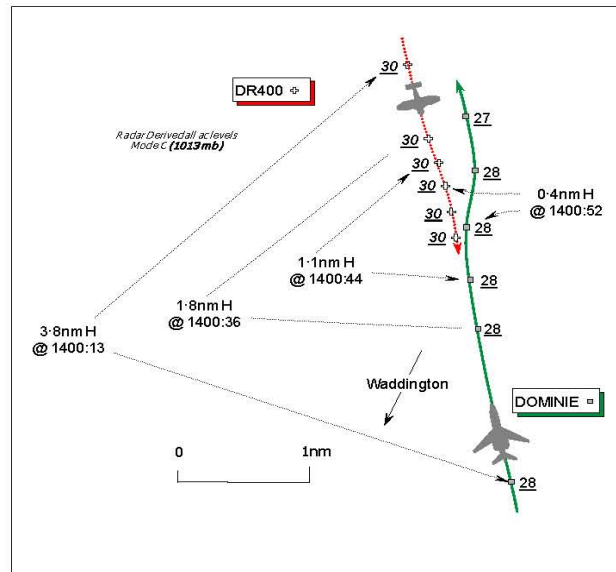 30
DR400
27
Radar Derived all ac levels
Mode C (1013mb)
30
30
28
30
0·4nm H
@ 1400:52
30
28
30
1·1nm H
@ 1400:44
28
1·8nm H
@ 1400:36
28
3·8nm H
@ 1400:13
Waddington
DOMINIE
0
1nm
28